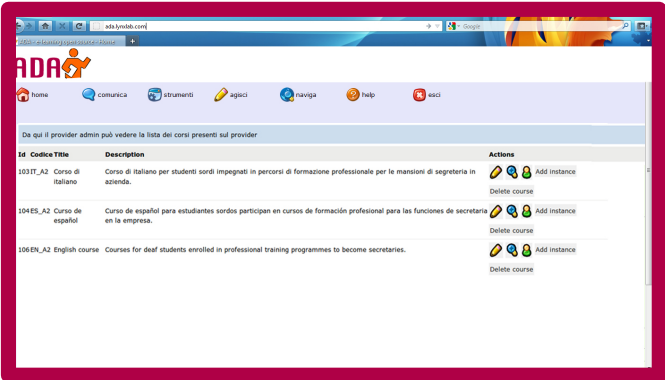 ada.lynxlab.com
Google
ADA
home comunica strumenti agisci naviga help esci
Da qui il provider admin può vedere la lista dei corsi presenti sul provider
Id Codice Title Description Actions
103 IT_A2 Corso di italiano Corso di italiano per studenti sordi impegnati in percorsi di formazione professionale per le mansioni di segreteria in azienda. Add instance
Delete course
104 ES_A2 Curso de español Curso de español para estudiantes sordos participan en cursos de formación profesional para las funciones de secretaria en la empresa. Add instance
Delete course
106 EN_A2 English course Courses for deaf students enrolled in professional training programmes to become secretaries. Add instance
Delete course